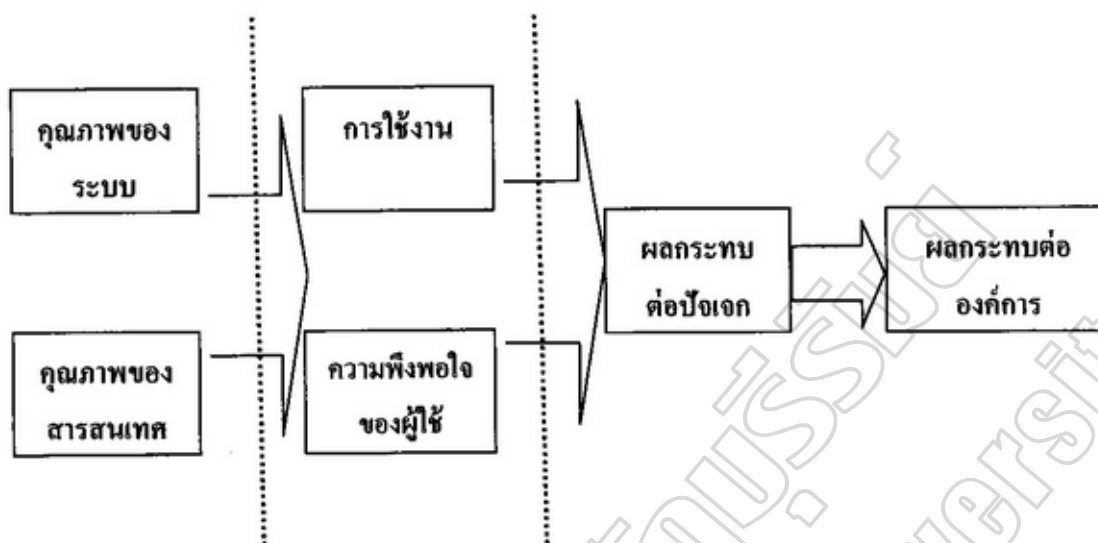 คุณภาพของ
ระบบ
การใช้งาน
ผลกระทบ
ต่อปัจเจก
ผลกระทบต่อ
องค์การ
คุณภาพของ
สารสนเทศ
ความพึงพอใจ
ของผู้ใช้